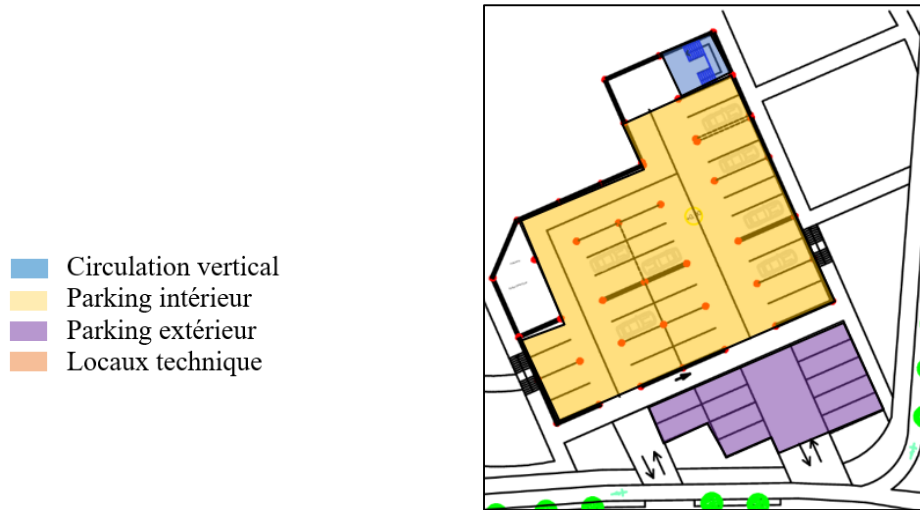 Circulation vertical
Parking intérieur
Parking extérieur
Locaux technique